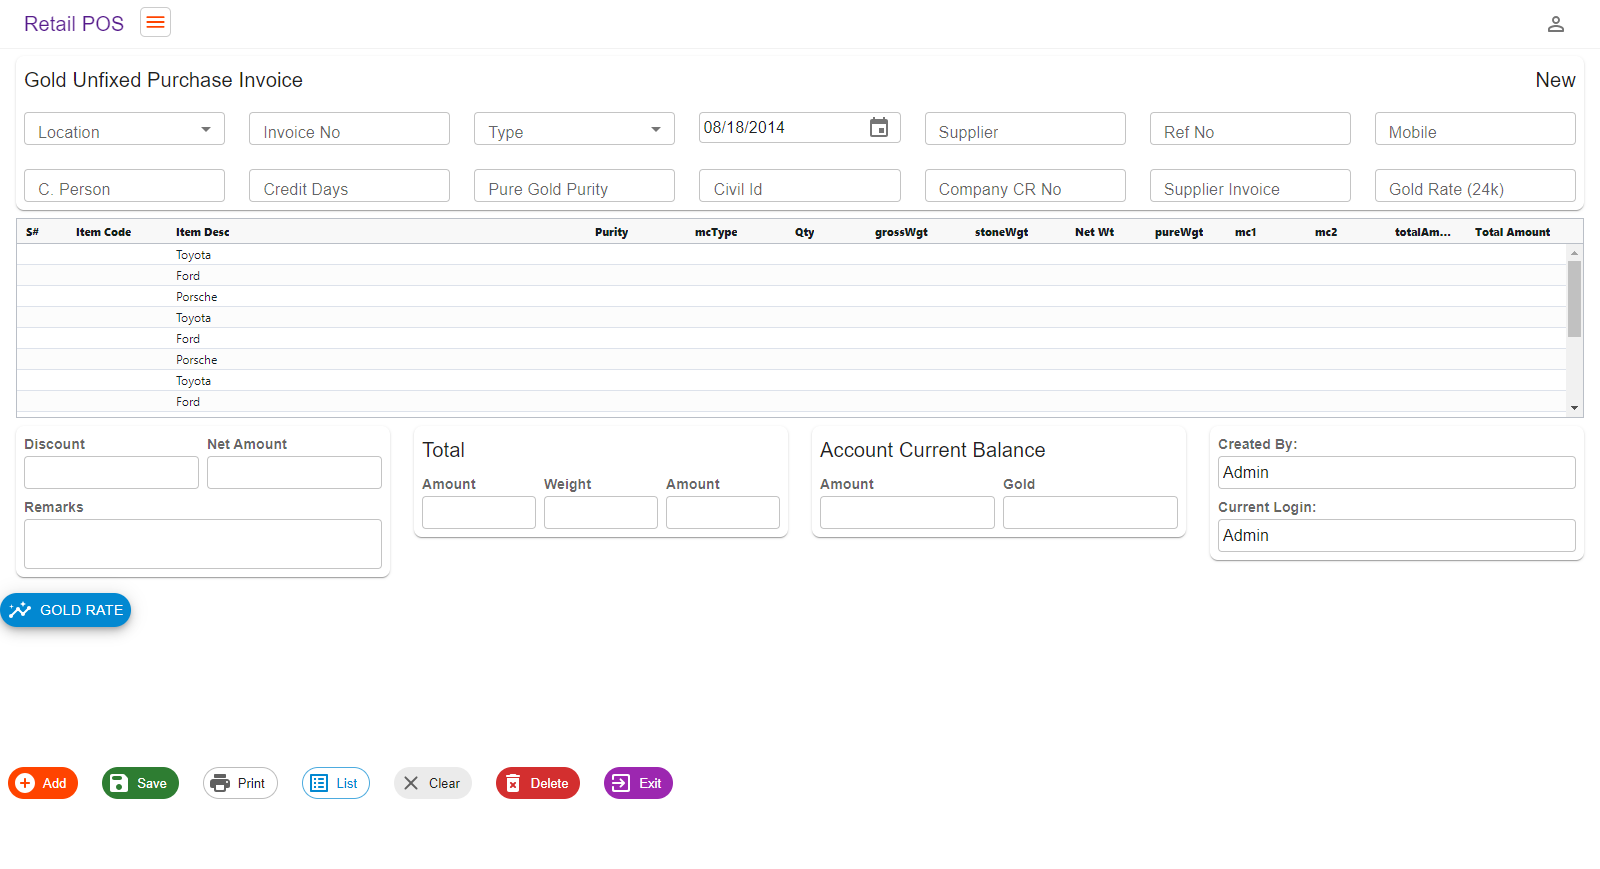 Retail POS
Gold Unfixed Purchase Invoice New
Location Invoice No Type 08/18/2014 Supplier Ref No Mobile
C. Person Credit Days Pure Gold Purity Civil Id Company CR No Supplier Invoice Gold Rate (24k)
S# Item Code Item Desc Purity mcType Qty grossWgt stoneWgt Net Wt pureWgt mc1 mc2 totalAm... Total Amount
Toyota
Ford
Porsche
Toyota
Ford
Porsche
Toyota
Ford
Discount Net Amount
Remarks
Total
Amount Weight Amount
Account Current Balance
Amount Gold
Created By:
Admin
Current Login:
Admin
GOLD RATE
Add Save Print List Clear Delete Exit